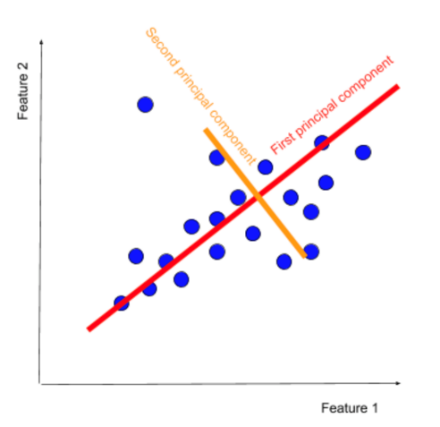 Second principal component
First principal component
Feature 2
Feature 1